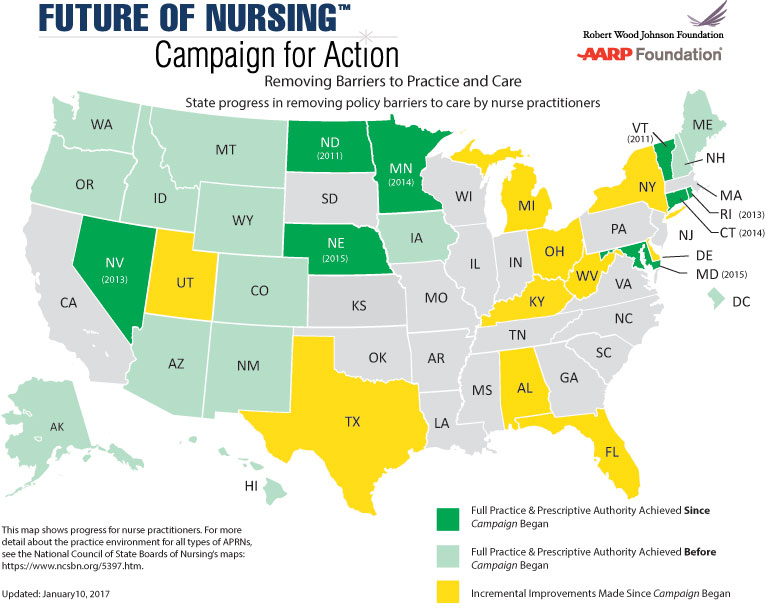 FUTURE OF NURSING™
Campaign for Action
Robert Wood Johnson Foundation
AARP Foundation®
Removing Barriers to Practice and Care
State progress in removing policy barriers to care by nurse practitioners
WA
MT
ND
(2011)
MN
(2014)
VT
(2011)
ME
NH
OR
ID
SD
WI
MI
NY
MA
RI (2013)
CT (2014)
WY
NE
(2015)
IA
PA
NJ
NV
(2013)
UT
CO
IL
IN
OH
WV
DE
MD (2015)
VA
DC
CA
KS
MO
KY
NC
TN
AZ
NM
OK
AR
SC
MS
AL
GA
TX
LA
AK
FL
HI
Full Practice & Prescriptive Authority Achieved Since
Campaign Began
Full Practice & Prescriptive Authority Achieved Before
Campaign Began
Incremental Improvements Made Since Campaign Began
This map shows progress for nurse practitioners. For more
detail about the practice environment for all types of APRNs,
see the National Council of State Boards of Nursing's maps:
https://www.ncsbn.org/5397.htm.
Updated: January10, 2017